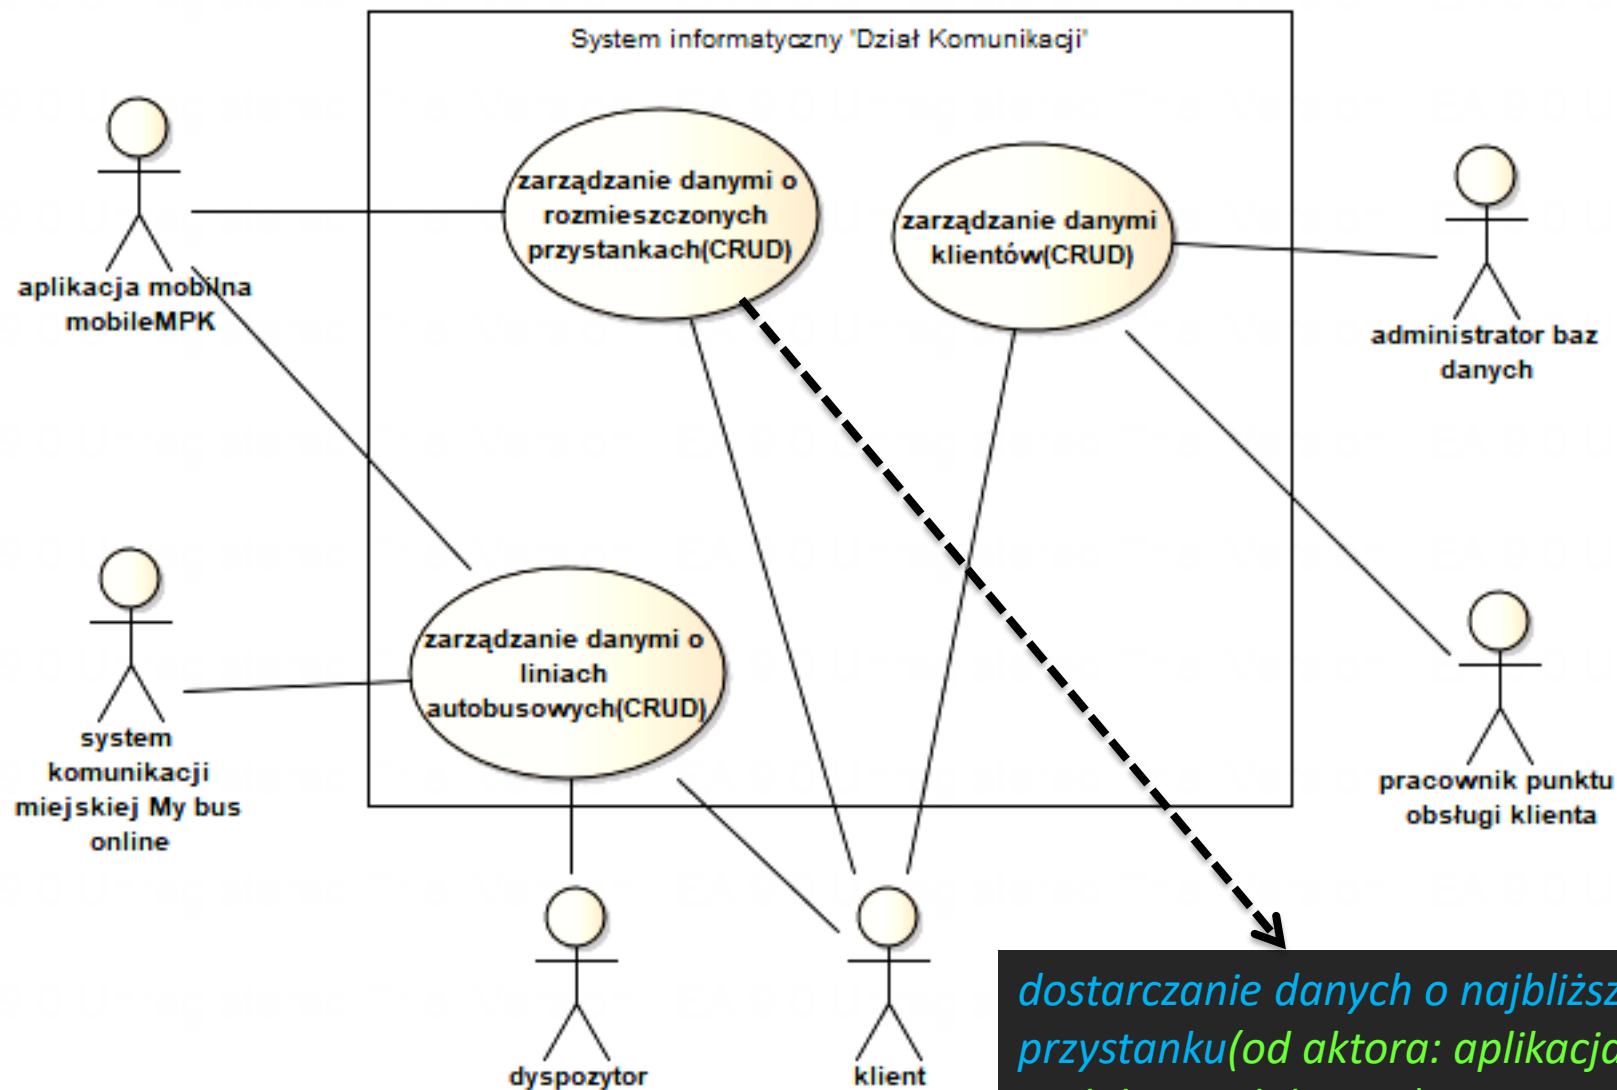 System informatyczny 'Dział Komunikacji'
zarządzanie danymi o
rozmieszczonych
przystankach(CRUD)
zarządzanie danymi
klientów(CRUD)
aplikacja mobilna
mobileMPK
administrator baz
danych
zarządzanie danymi o
liniach
autobusowych(CRUD)
system
komunikacji
miejskiej My bus
online
pracownik punktu
obsługi klienta
dyspozytor
klient
dostarczanie danych o najbliższ
przystanku(od aktora: aplikacja